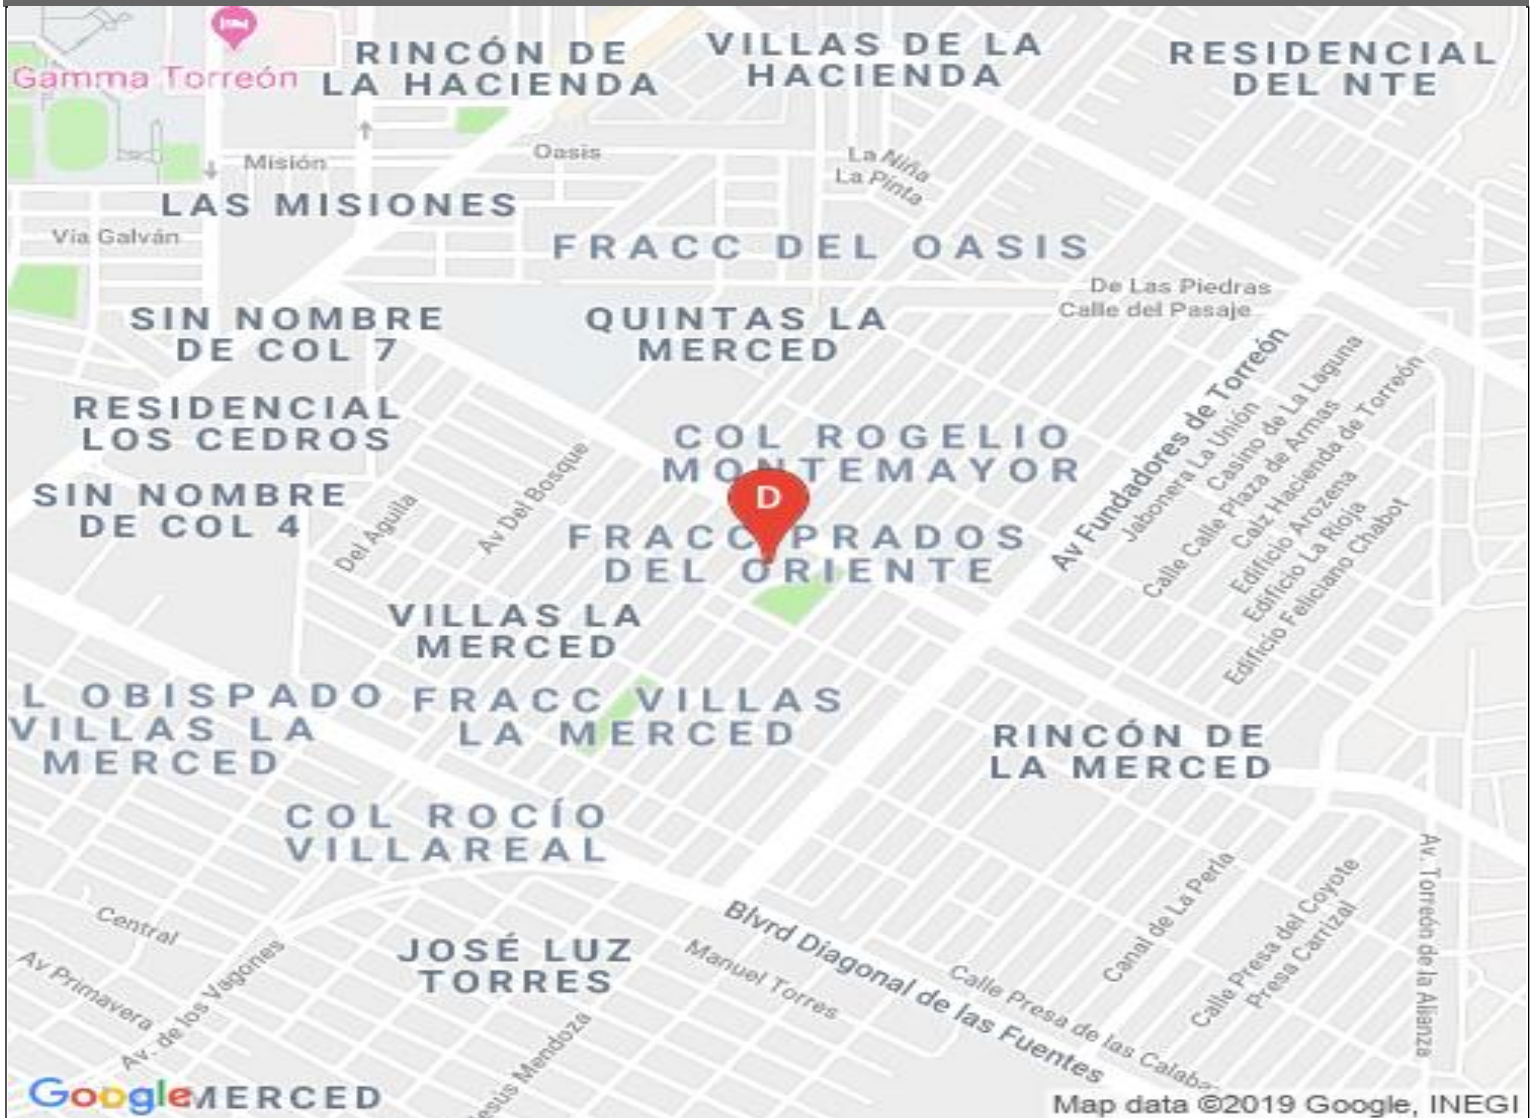 RINCÓN DE
LA HACIENDA
VILLAS DE LA
HACIENDA
RESIDENCIAL
DEL NTE
Gamma Torreón
Misión
Oasis
La Niña
La Pinta
LAS MISIONES
Vía Galván
FRACC DEL OASIS
De Las Piedras
Calle del Pasaje
SIN NOMBRE
DE COL 7
QUINTAS LA
MERCED
Av Fundadores de Torreón
Jabonera La Unión
Casino de La Laguna
Calle Calle Plaza de Armas
Calz Hacienda de Torreón
Edificio Arozena
Edificio La Rioja
Edificio Feliciano Chabot
RESIDENCIAL
LOS CEDROS
COL ROGELIO
MONTEMAYOR
SIN NOMBRE
DE COL 4
Del Águila
Av Del Bosque
D
FRACC PRADOS
DEL ORIENTE
VILLAS LA
MERCED
L OBISPADO
VILLAS LA
MERCED
FRACC VILLAS
LA MERCED
RINCÓN DE
LA MERCED
COL ROCÍO
VILLAREAL
Central
Av Primavera
Av. de los Vagones
JOSÉ LUZ
TORRES
Manuel Torres
Blvrd Diagonal de las Fuentes
Calle Presa de las Calaba
Canal de La Perla
Calle Presa del Coyote
Presa Carrizal
Av. Torreón de la Alianza
esus Mendoza
Google
MERCED
Map data ©2019 Google, INEGI